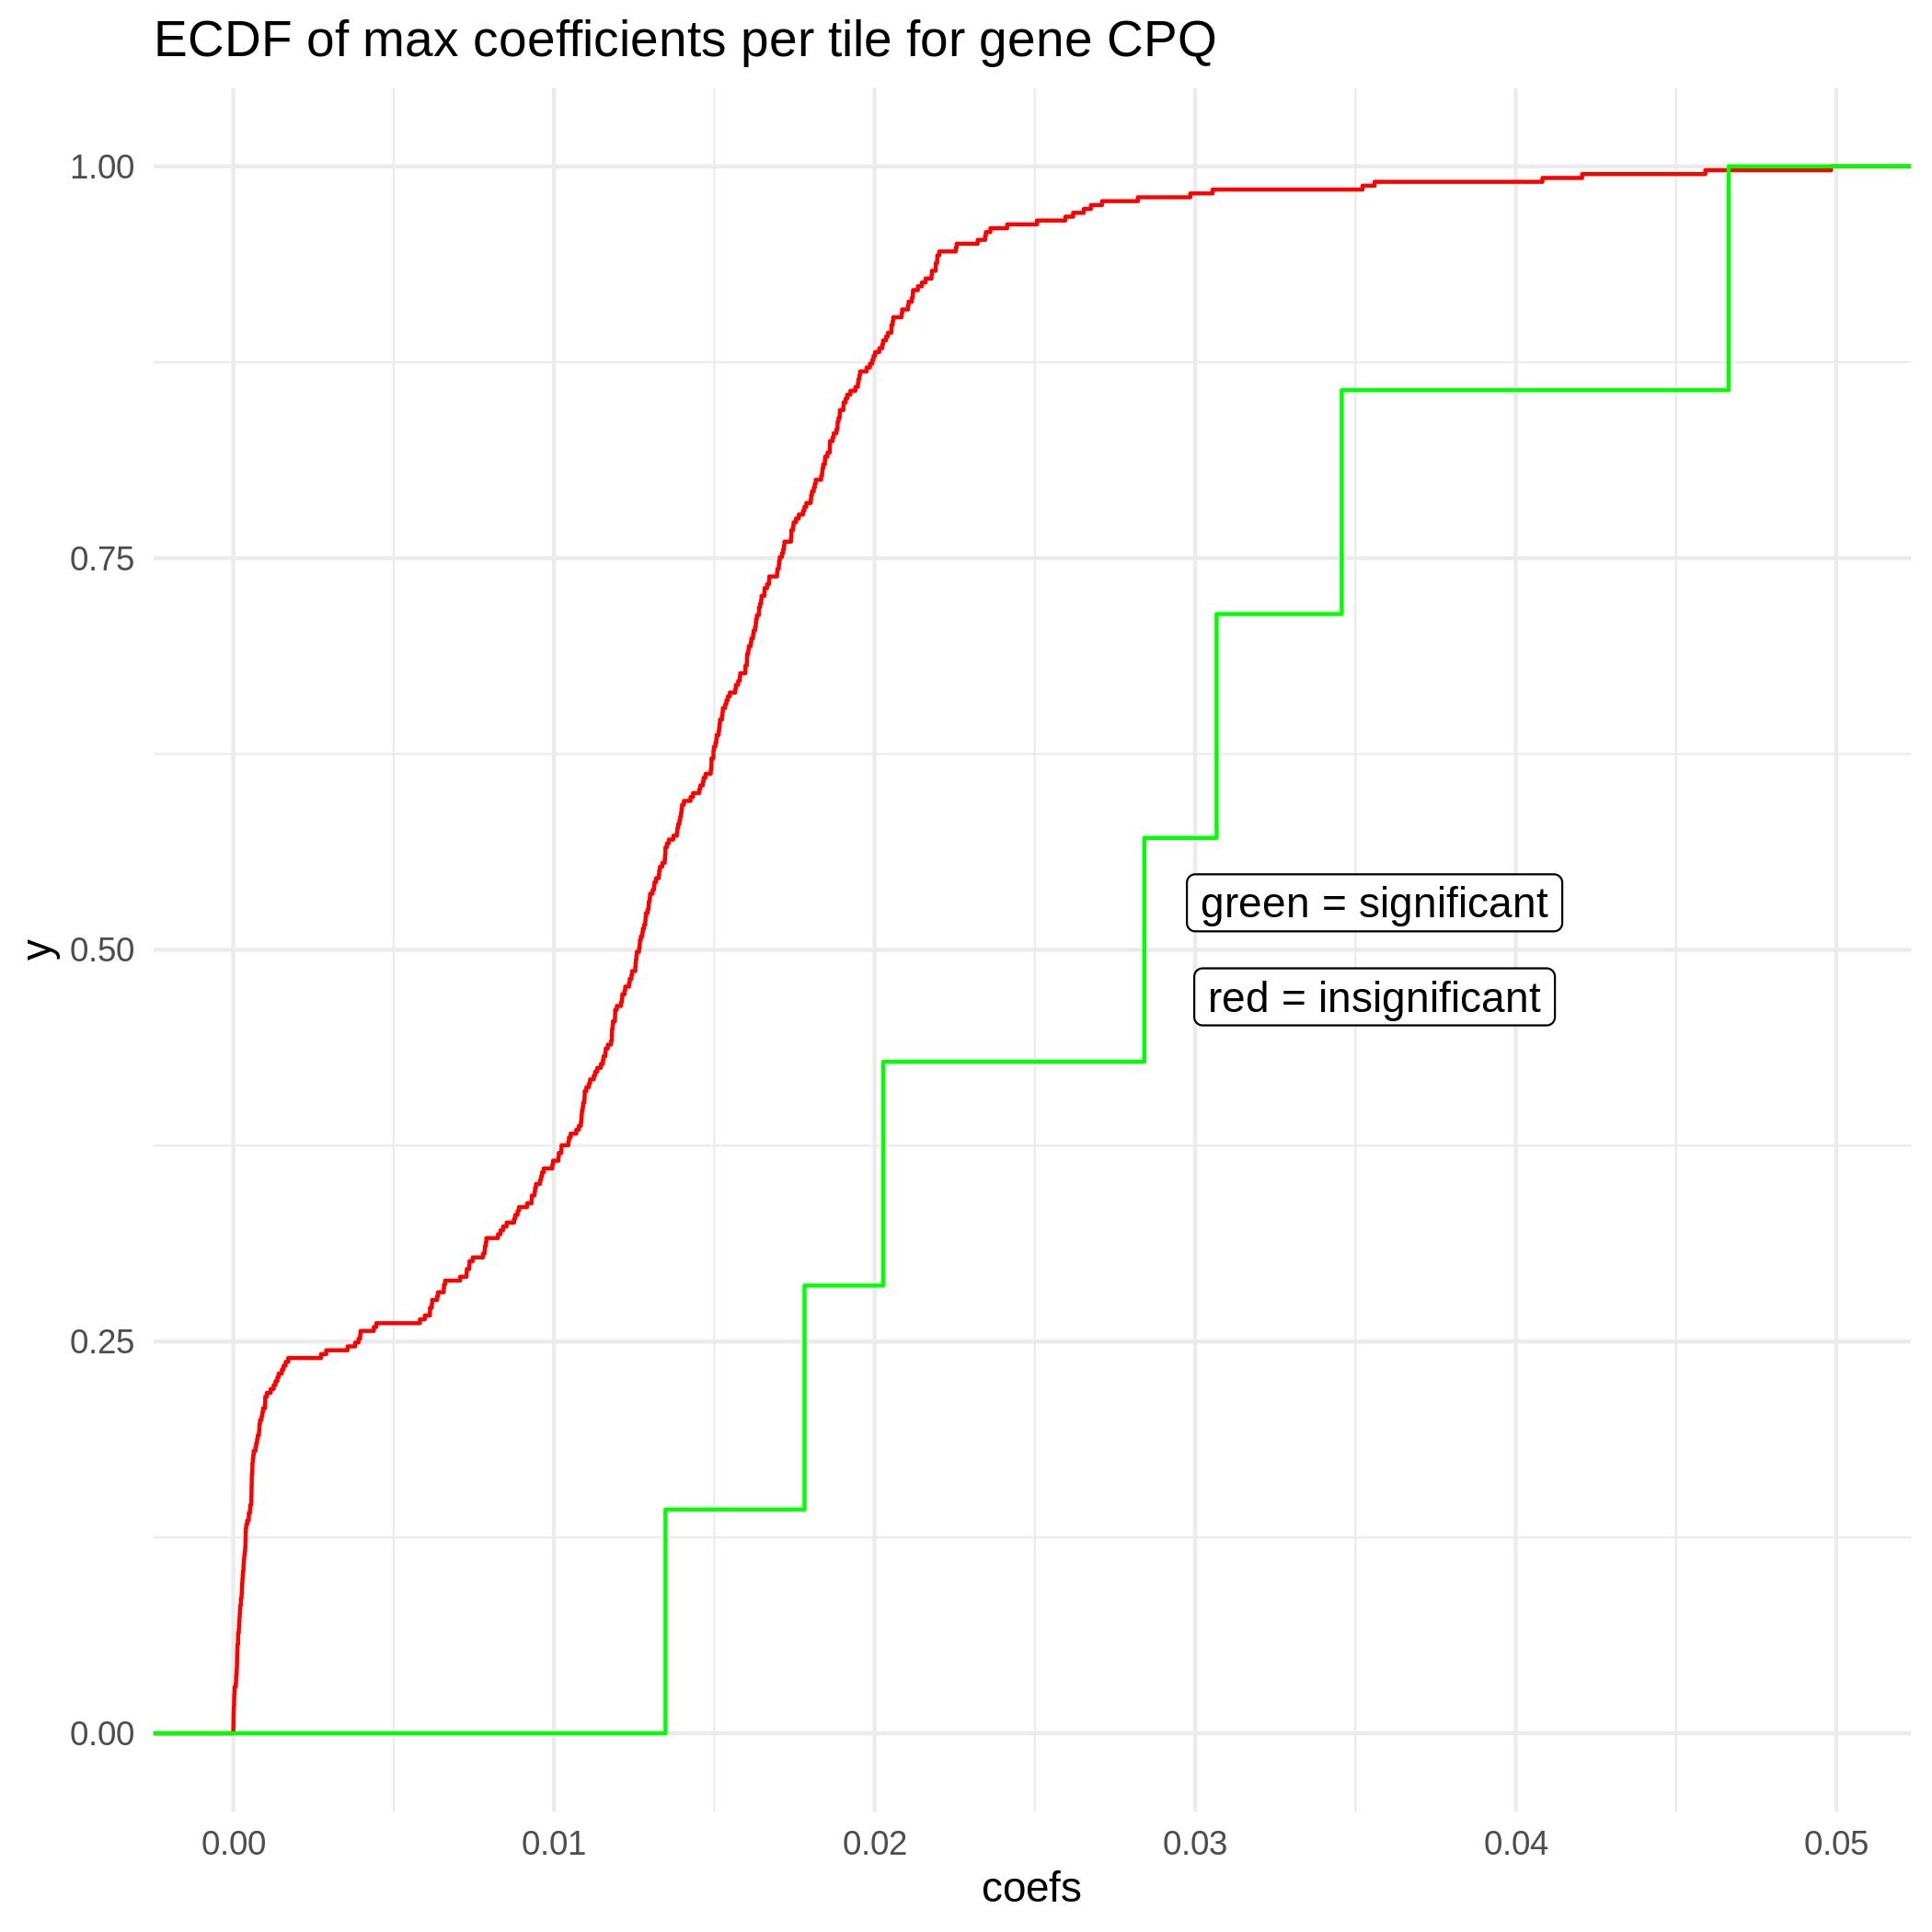 ECDF of max coefficients per tile for gene CPQ
1.00
0.75
0.50
0.25
0.00
y
green = significant
red = insignificant
0.00 0.01 0.02 0.03 0.04 0.05
coefs